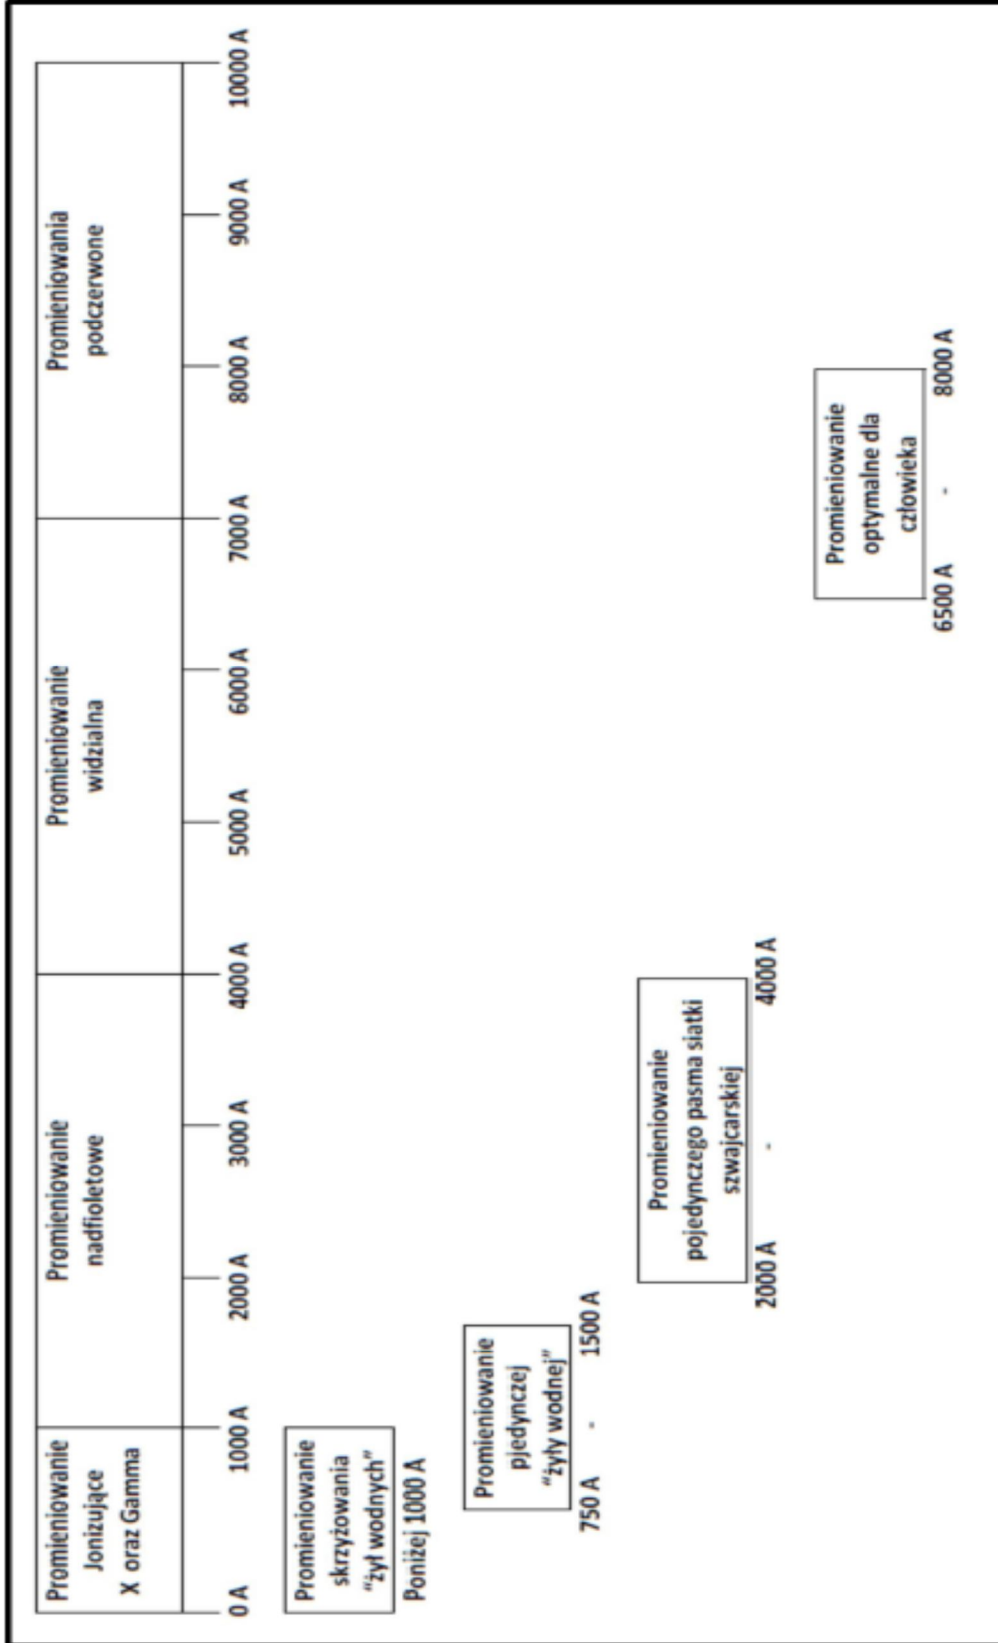 Promieniowanie
Jonizujące
X oraz Gamma
Promieniowanie
nadfioletowe
Promieniowanie
widzialna
Promieniowania
podczerwone
0 A
1000 A
2000 A
3000 A
4000 A
5000 A
6000 A
7000 A
8000 A
9000 A
10000 A
Promieniowanie
skrzyżowania
“żył wodnych”
Poniżej 1000 A
Promieniowanie
pjedynczej
“żyły wodnej”
750 A - 1500 A
Promieniowanie
pojedynczego pasma siatki
szwajcarskiej
2000 A - 4000 A
Promieniowanie
optymalne dla
człowieka
6500 A - 8000 A